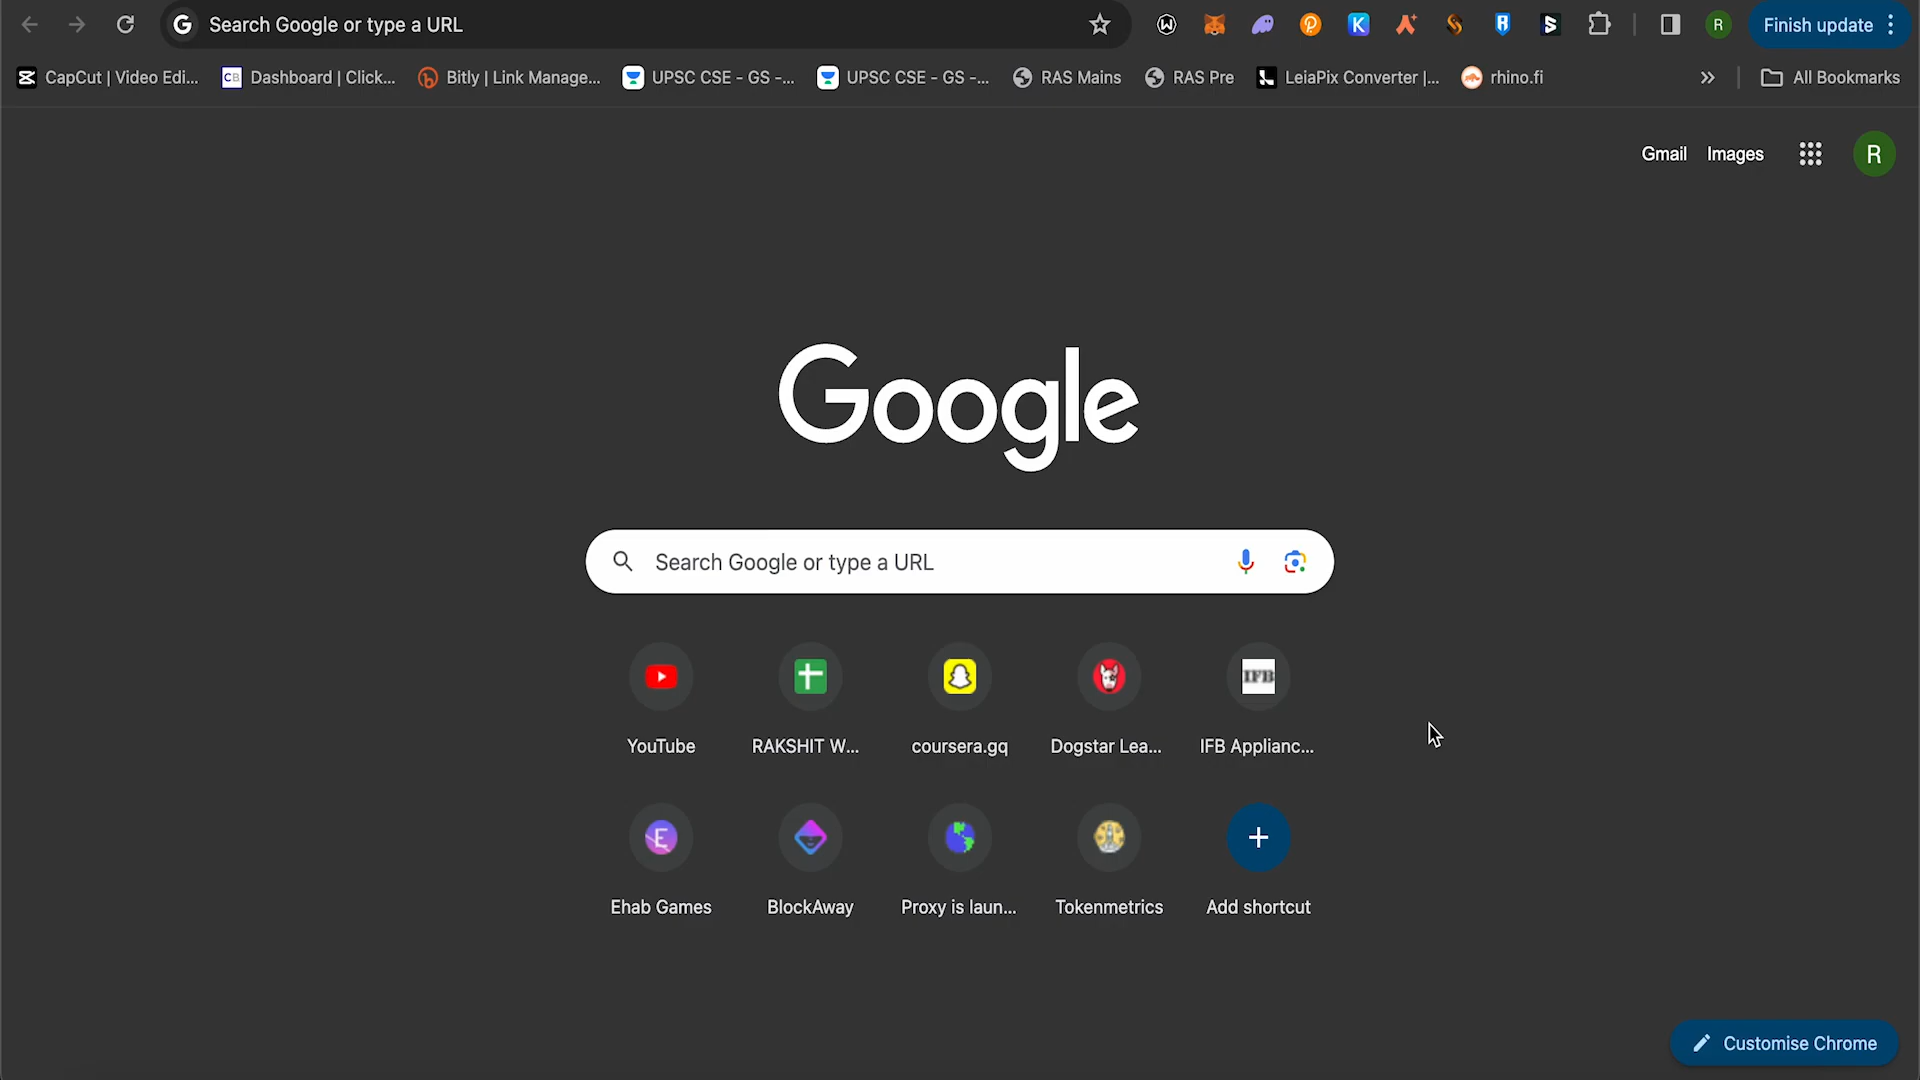 Search Google or type a URL
R
Finish update
CapCut | Video Edi...
CB
Dashboard | Click...
Bitly | Link Manage...
UPSC CSE - GS -...
UPSC CSE - GS -...
RAS Mains
RAS Pre
LeiaPix Converter |...
rhino.fi
All Bookmarks
Gmail
Images
R
Google
Search Google or type a URL
IFB
YouTube
RAKSHIT W...
coursera.gq
Dogstar Lea...
IFB Applianc...
E
Ehab Games
BlockAway
Proxy is laun...
Tokenmetrics
Add shortcut
Customise Chrome